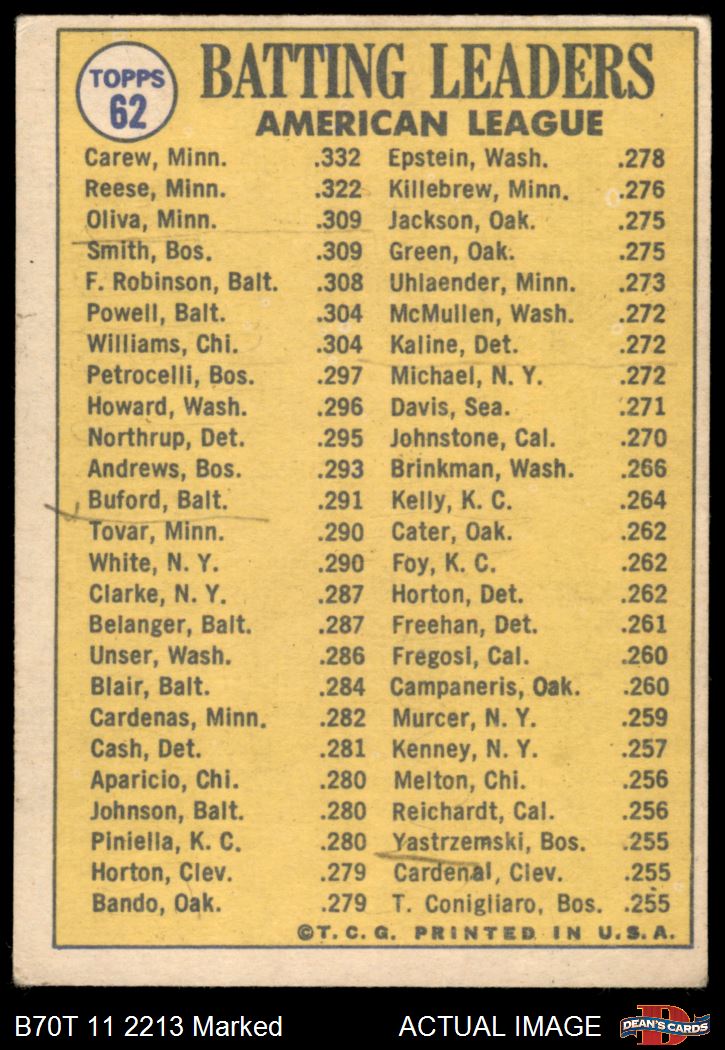 TOPPS
62
BATTING LEADERS
AMERICAN LEAGUE
Carew, Minn. .332
Reese, Minn. .322
Oliva, Minn. .309
Smith, Bos. .309
F. Robinson, Balt. .308
Powell, Balt. .304
Williams, Chi. .304
Petrocelli, Bos. .297
Howard, Wash. .296
Northrup, Det. .295
Andrews, Bos. .293
Buford, Balt. .291
Tovar, Minn. .290
White, N. Y. .290
Clarke, N. Y. .287
Belanger, Balt. .287
Unser, Wash. .286
Blair, Balt. .284
Cardenas, Minn. .282
Cash, Det. .281
Aparicio, Chi. .280
Johnson, Balt. .280
Piniella, K. C. .280
Horton, Clev. .279
Bando, Oak. .279
Epstein, Wash. .278
Killebrew, Minn. .276
Jackson, Oak. .275
Green, Oak. .275
Uhlaender, Minn. .273
McMullen, Wash. .272
Kaline, Det. .272
Michael, N. Y. .272
Davis, Sea. .271
Johnstone, Cal. .270
Brinkman, Wash. .266
Kelly, K. C. .264
Cater, Oak. .262
Foy, K. C. .262
Horton, Det. .262
Freehan, Det. .261
Fregosi, Cal. .260
Campaneris, Oak. .260
Murcer, N. Y. .259
Kenney, N. Y. .257
Melton, Chi. .256
Reichardt, Cal. .256
Yastrzemski, Bos. .255
Cardenal, Clev. .255
T. Conigliaro, Bos. .255
©T. C. G. PRINTED IN U.S.A.
B70T 11 2213 Marked ACTUAL IMAGE
D
DEAN'S CARDS